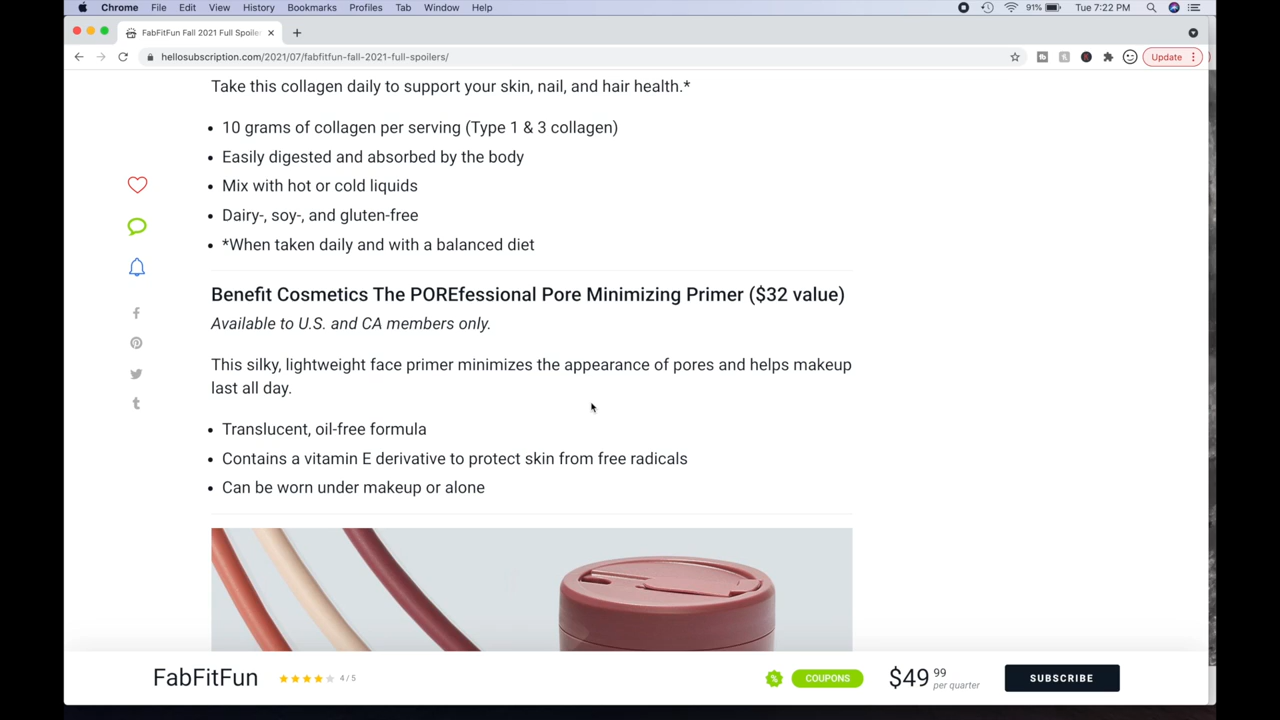 Chrome File Edit View History Bookmarks Profiles Tab Window Help 91% Tue 7:22 PM
FabFitFun Fall 2021 Full Spoile
hellosubscription.com/2021/07/fabfitfun-fall-2021-full-spoilers/ Update
Take this collagen daily to support your skin, nail, and hair health.*
• 10 grams of collagen per serving (Type 1 & 3 collagen)
• Easily digested and absorbed by the body
• Mix with hot or cold liquids
• Dairy-, soy-, and gluten-free
• *When taken daily and with a balanced diet
Benefit Cosmetics The POREfessional Pore Minimizing Primer ($32 value)
Available to U.S. and CA members only.
This silky, lightweight face primer minimizes the appearance of pores and helps makeup
last all day.
• Translucent, oil-free formula
• Contains a vitamin E derivative to protect skin from free radicals
• Can be worn under makeup or alone
FabFitFun 4 / 5 % COUPONS $49 99 per quarter SUBSCRIBE